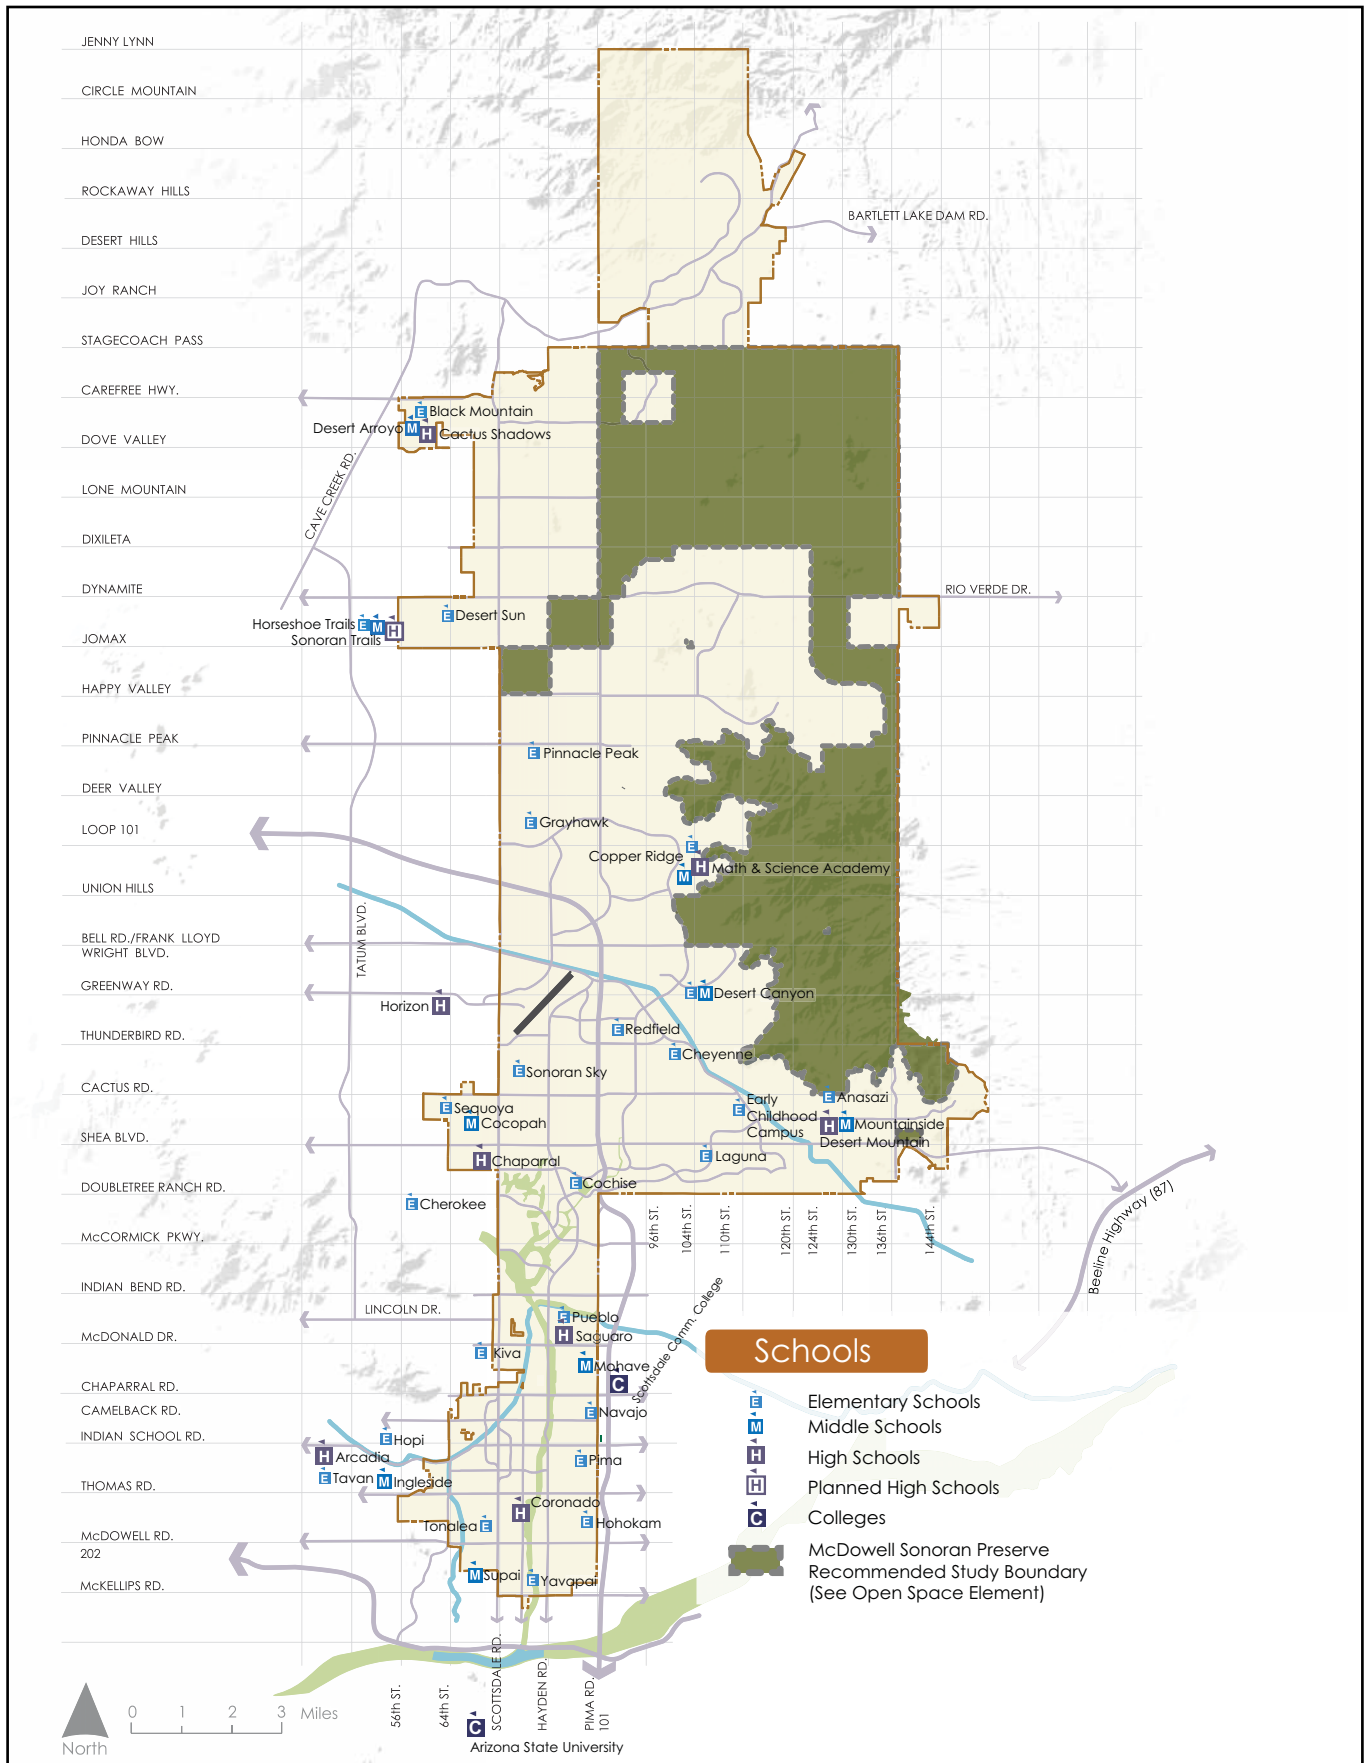 JENNY LYNN
CIRCLE MOUNTAIN
HONDA BOW
ROCKAWAY HILLS
BARTLETT LAKE DAM RD.
DESERT HILLS
JOY RANCH
STAGECOACH PASS
CAREFREE HWY.
E Black Mountain
Desert Arroyo M
H Cactus Shadows
DOVE VALLEY
CAVE CREEK RD.
LONE MOUNTAIN
DIXILETA
DYNAMITE
RIO VERDE DR.
E Desert Sun
Horseshoe Trails E M H
Sonoran Trails
JOMAX
HAPPY VALLEY
PINNACLE PEAK
E Pinnacle Peak
DEER VALLEY
LOOP 101
E Grayhawk
E
Copper Ridge
M
H Math & Science Academy
UNION HILLS
TATUM BLVD.
BELL RD./FRANK LLOYD
WRIGHT BLVD.
GREENWAY RD.
E M Desert Canyon
Horizon H
E Redfield
THUNDERBIRD RD.
E Cheyenne
E Sonoran Sky
CACTUS RD.
E Sequoya
M Cocopah
E Early
Childhood
Campus
E Anasazi
H M Mountainside
Desert Mountain
SHEA BLVD.
H Chaparral
E Laguna
E Cochise
DOUBLETREE RANCH RD.
E Cherokee
96th ST.
104th ST.
110th ST.
120th ST.
124th ST.
130th ST.
136th ST.
144th ST.
Beeline Highway (87)
McCORMICK PKWY.
INDIAN BEND RD.
LINCOLN DR.
E Pueblo
H Saguaro
McDONALD DR.
E Kiva
M Mohave
C Scottsdale Comm. College
CHAPARRAL RD.
CAMELBACK RD.
E Navajo
INDIAN SCHOOL RD.
E Hopi
H Arcadia
E Pima
E Tavan
M Ingleside
THOMAS RD.
Coronado
H
Tonalea E
E Hohokam
McDOWELL RD.
202
M Supai
E Yavapai
McKELLIPS RD.
Schools
E Elementary Schools
M Middle Schools
H High Schools
H Planned High Schools
C Colleges
McDowell Sonoran Preserve
Recommended Study Boundary
(See Open Space Element)
56th ST.
64th ST.
SCOTTSDALE RD.
HAYDEN RD.
PIMA RD.
101
0 1 2 3 Miles
North
C
Arizona State University